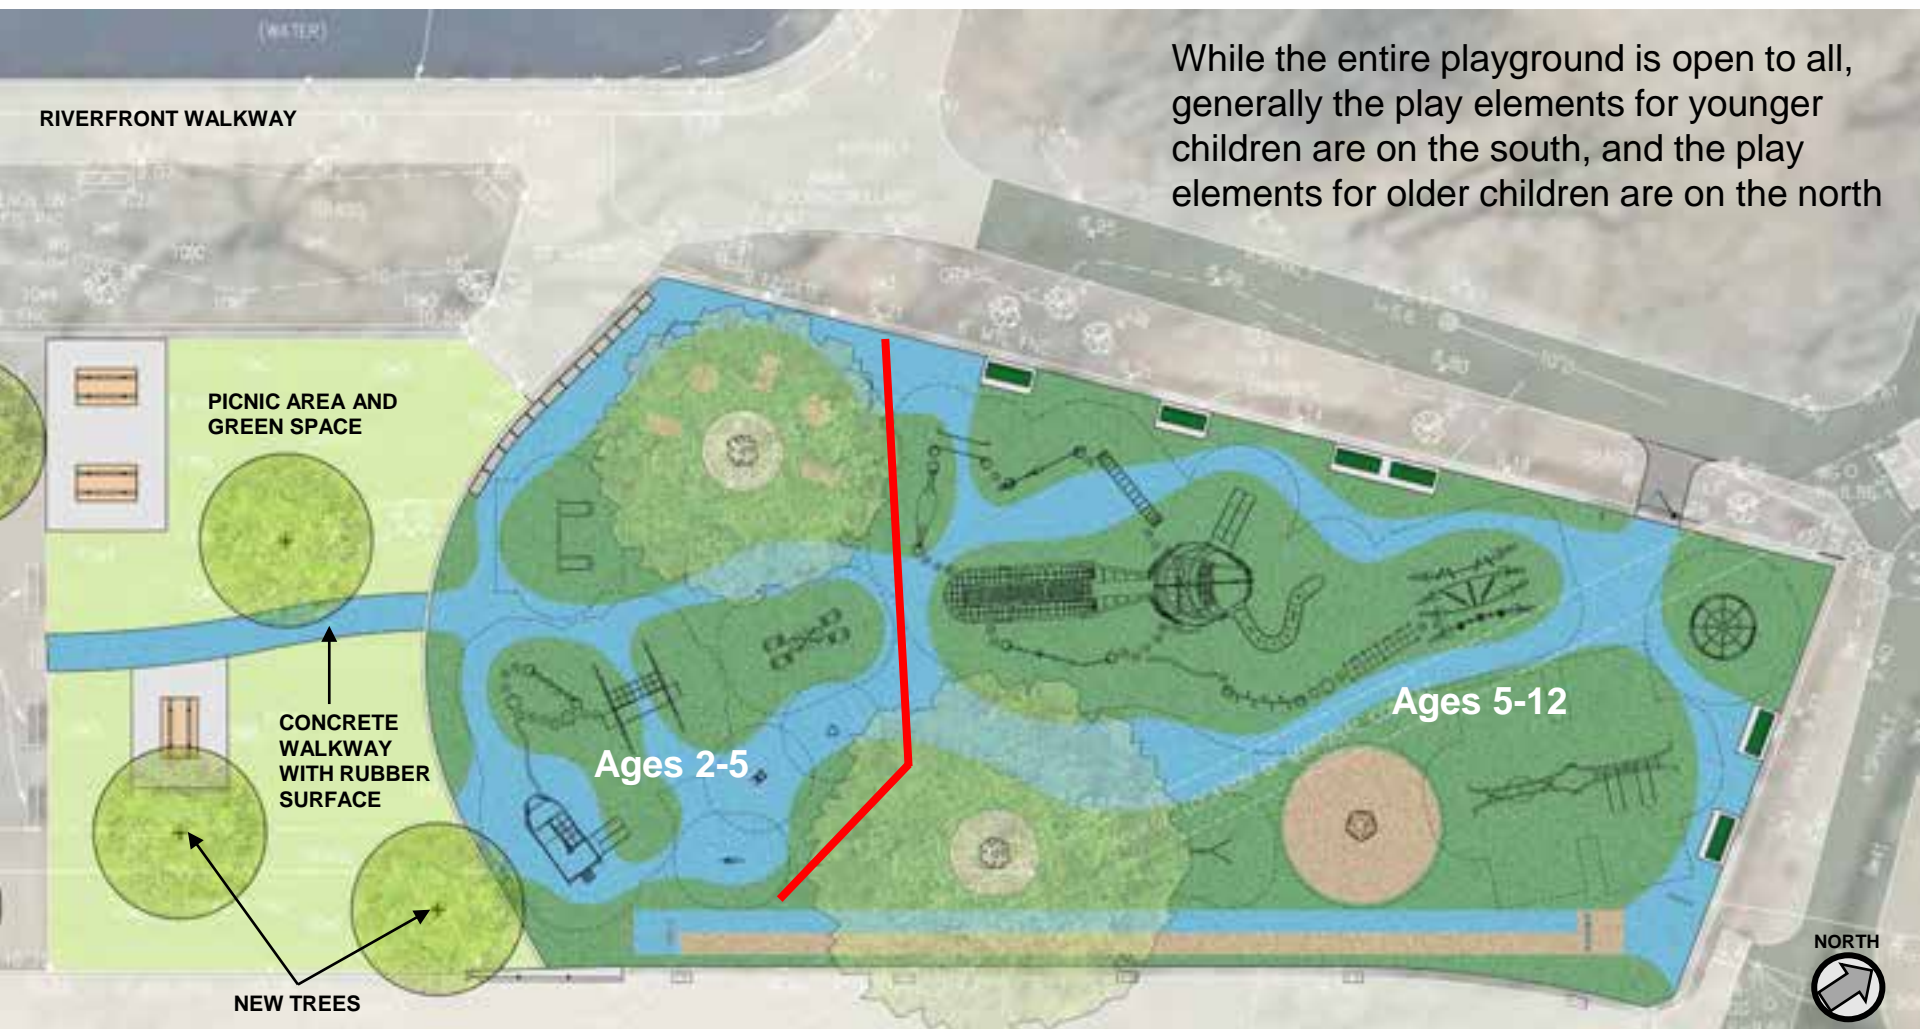 (WATER)
While the entire playground is open to all,
generally the play elements for younger
children are on the south, and the play
elements for older children are on the north
RIVERFRONT WALKWAY
PICNIC AREA AND
GREEN SPACE
CONCRETE
WALKWAY
WITH RUBBER
SURFACE
Ages 2-5
Ages 5-12
NEW TREES
NORTH